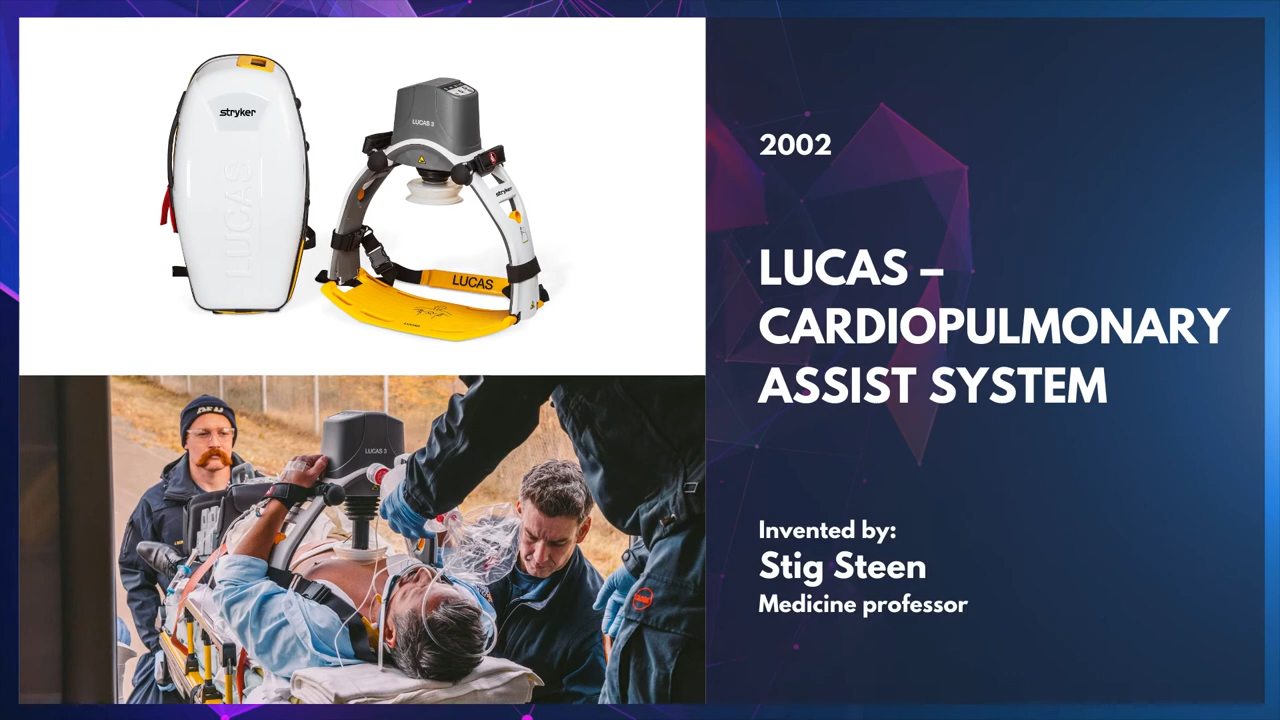 stryker
LUCAS
LUCAS 3
stryker
LUCAS
LUCAS 3
2002
LUCAS –
CARDIOPULMONARY
ASSIST SYSTEM
Invented by:
Stig Steen
Medicine professor